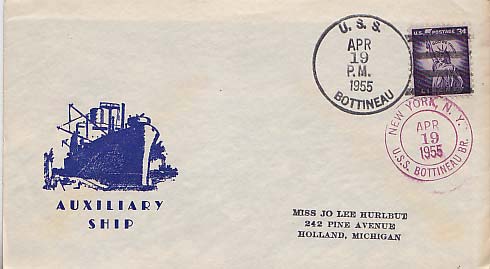 U. S. S.
APR
19
P.M.
1955
BOTTINEAU
U.S. POSTAGE 3¢
NEW YORK, N. Y.
APR
19
1955
U.S.S. BOTTINEAU BR.
AUXILIARY
SHIP
MISS JO LEE HURLBUT
242 PINE AVENUE
HOLLAND, MICHIGAN